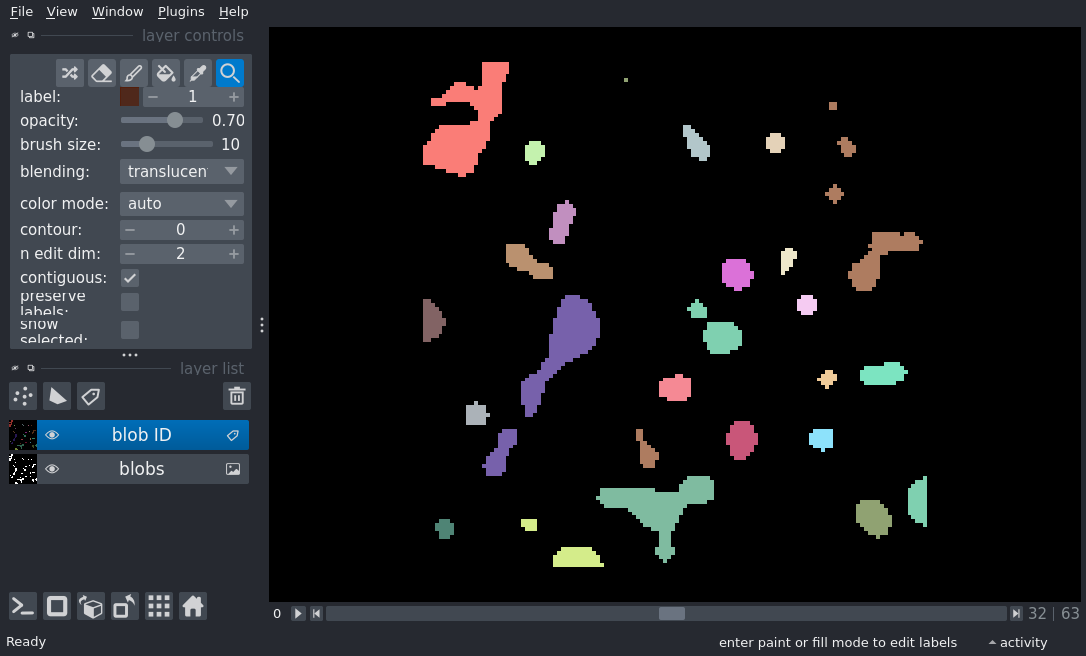 File View Window Plugins Help
layer controls
label: 1
opacity: 0.70
brush size: 10
blending: translucen
color mode: auto
contour: 0
n edit dim: 2
contiguous:
preserve
labels:
show
selected:
layer list
blob ID
blobs
0 32 63
Ready enter paint or fill mode to edit labels activity